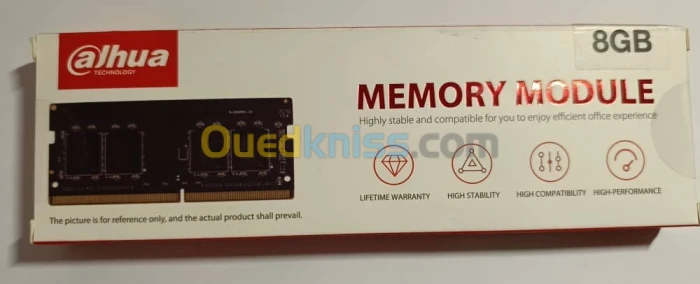 alhua
TECHNOLOGY
8GB
MEMORY MODULE
Highly stable and compatible for you to enjoy efficient office experience
Ouedkniss.com
LIFETIME WARRANTY
HIGH STABILITY
HIGH COMPATIBILITY
HIGH-PERFORMANCE
The picture is for reference only, and the actual product shall prevail.